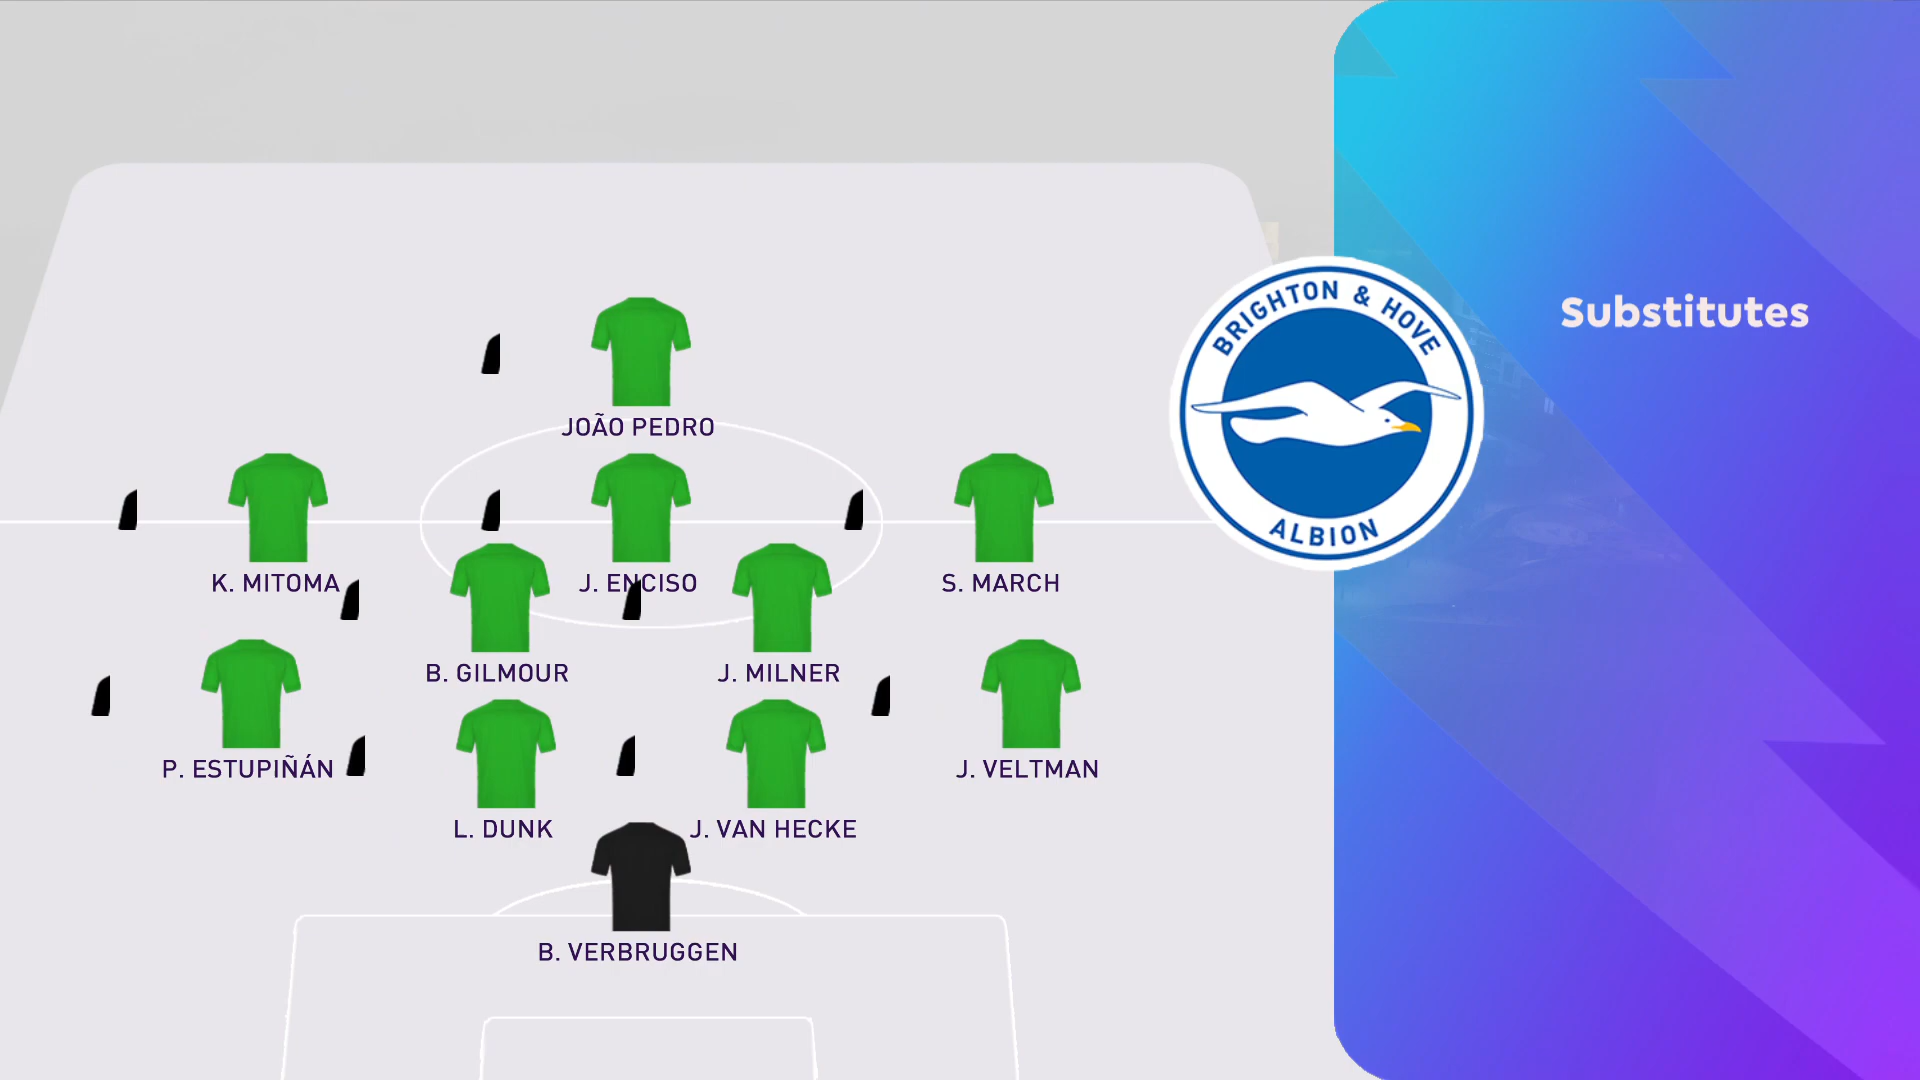 Substitutes
BRIGHTON & HOVE
ALBION
JOÃO PEDRO
K. MITOMA
J. ENCISO
S. MARCH
B. GILMOUR
J. MILNER
P. ESTUPIÑÁN
J. VELTMAN
L. DUNK
J. VAN HECKE
B. VERBRUGGEN